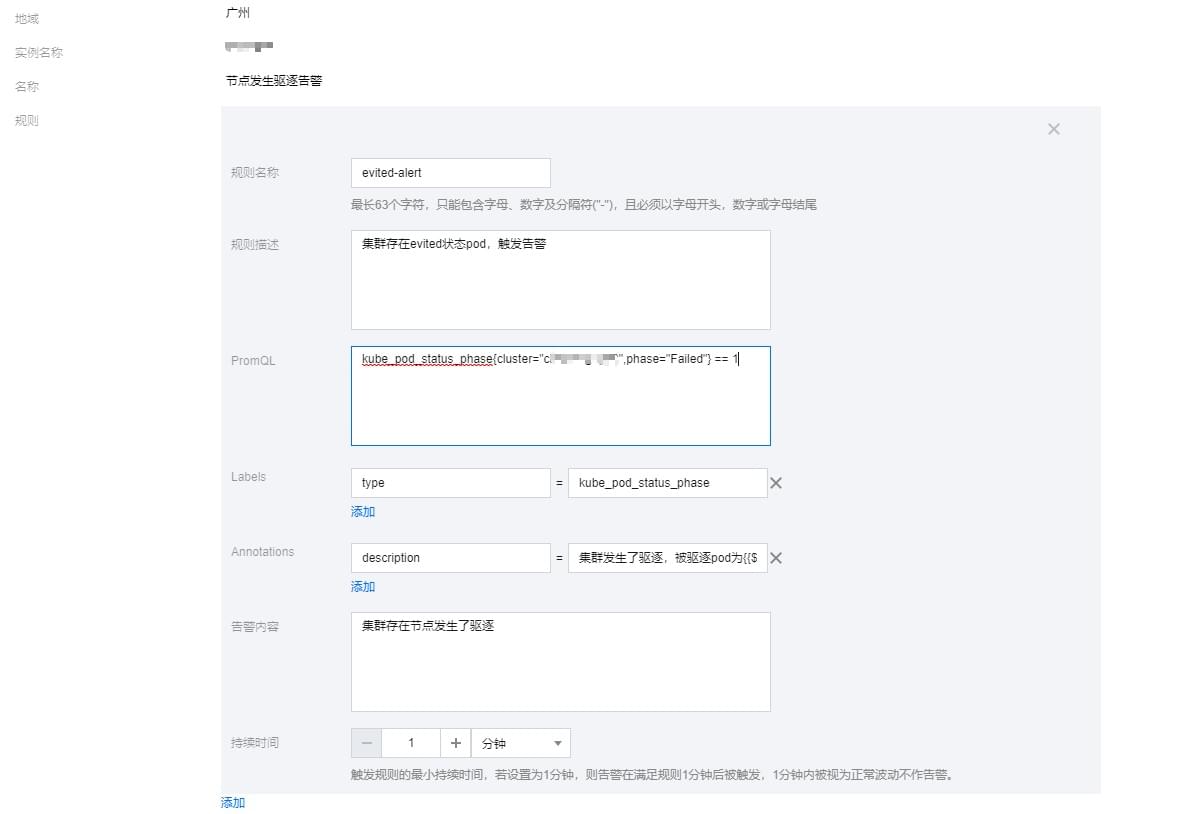 地域
广州
实例名称
名称
节点发生驱逐告警
规则
规则名称
evited-alert
最长63个字符，只能包含字母、数字及分隔符("-")，且必须以字母开头，数字或字母结尾
规则描述
集群存在evited状态pod，触发告警
PromQL
kube_pod_status_phase{cluster="c ",phase="Failed"} == 1
Labels
type = kube_pod_status_phase
添加
Annotations
description = 集群发生了驱逐，被驱逐pod为{{$
添加
告警内容
集群存在节点发生了驱逐
持续时间
1 分钟
触发规则的最小持续时间，若设置为1分钟，则告警在满足规则1分钟后被触发，1分钟内被视为正常波动不作告警。
添加